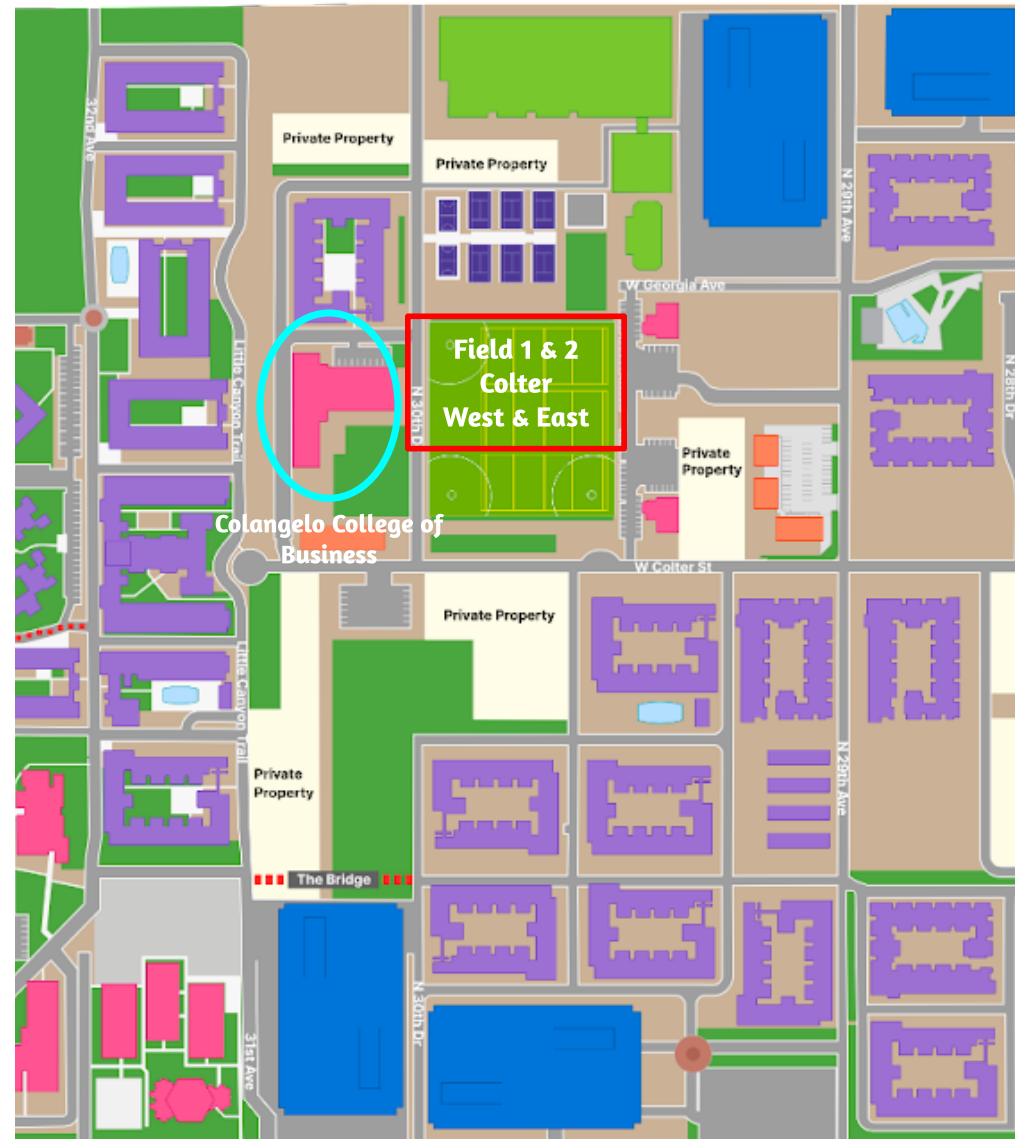 32nd Ave
Private Property
Private Property
N 29th Ave
W Georgia Ave
Little Canyon Trail
Field 1 & 2
Colter
West & East
N 30th D
N 28th Dr
Private
Property
Colangelo College of
Business
W Colter St
Private Property
Little Canyon Trail
Private
Property
N 29th Ave
The Bridge
N 30th Dr
31st Ave